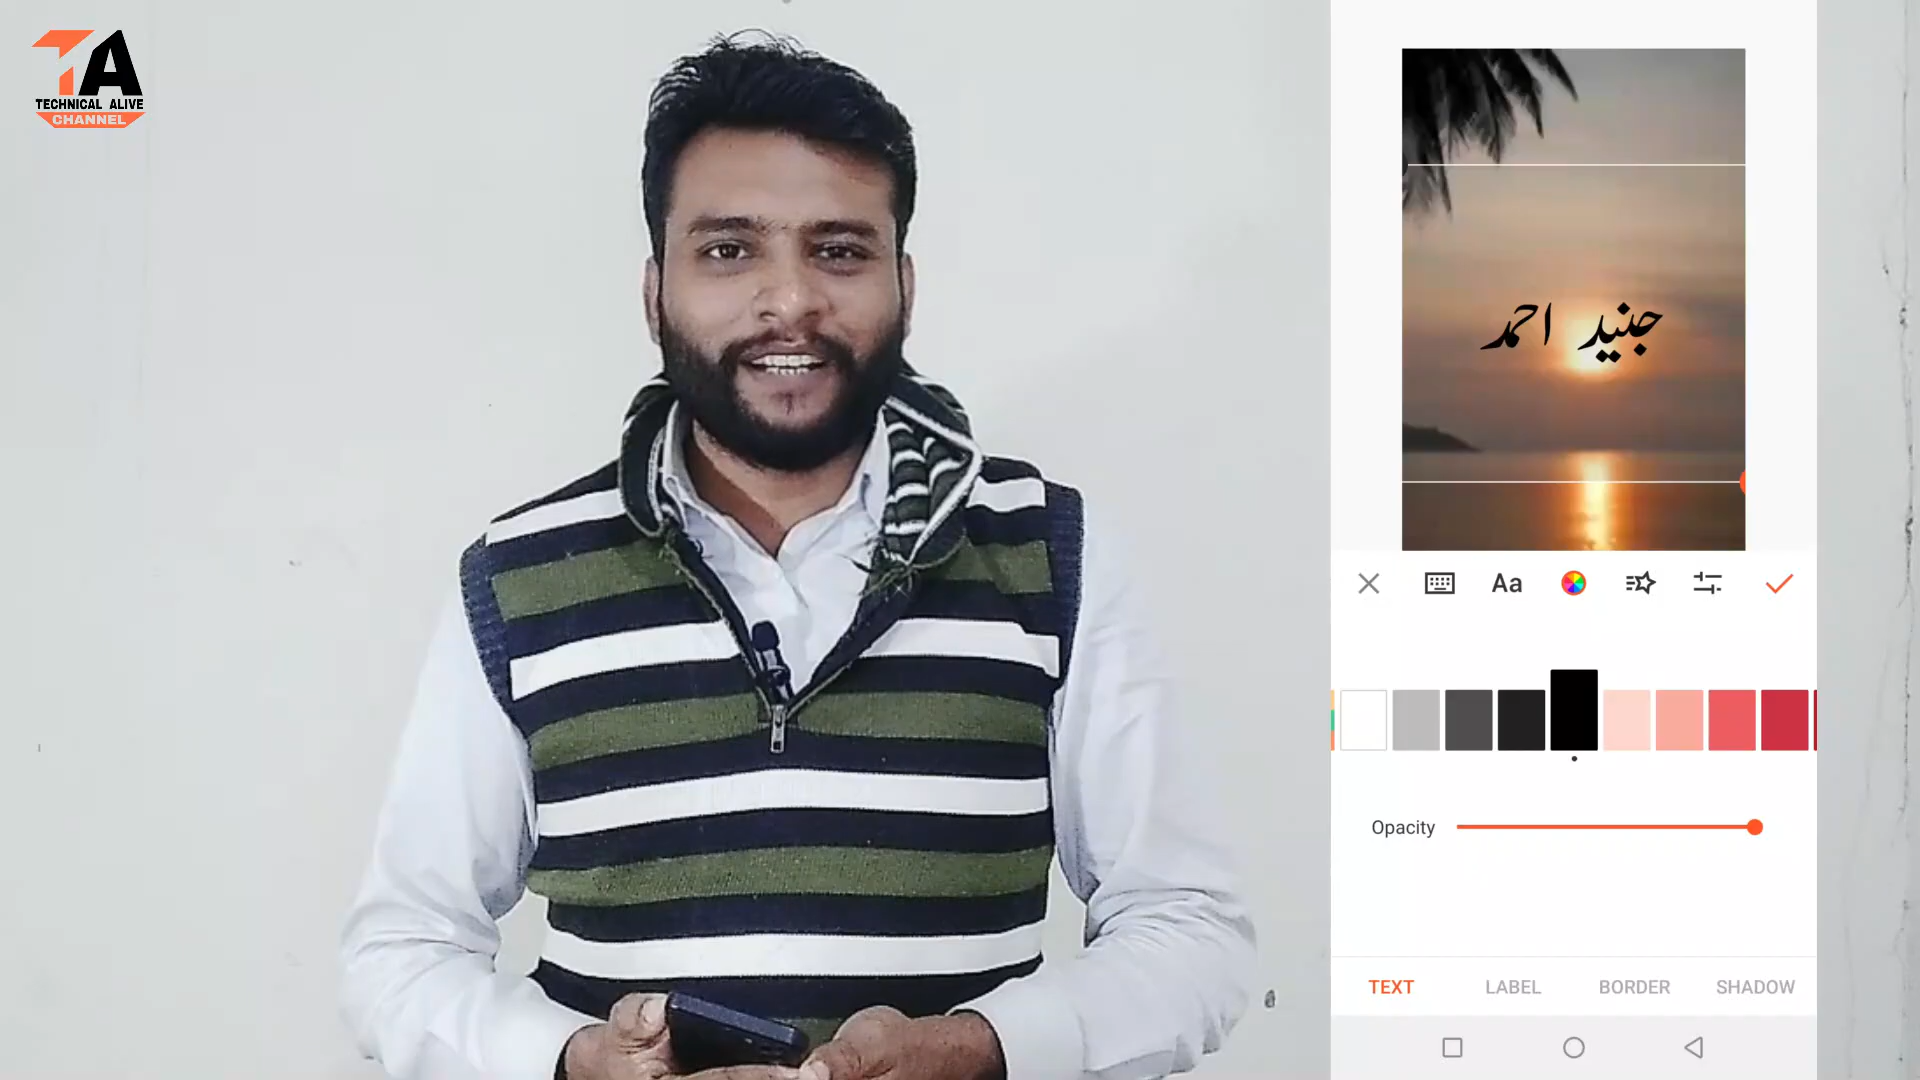 TA
TECHNICAL ALIVE
CHANNEL
جنید احمد
Aa
Opacity
TEXT
LABEL
BORDER
SHADOW